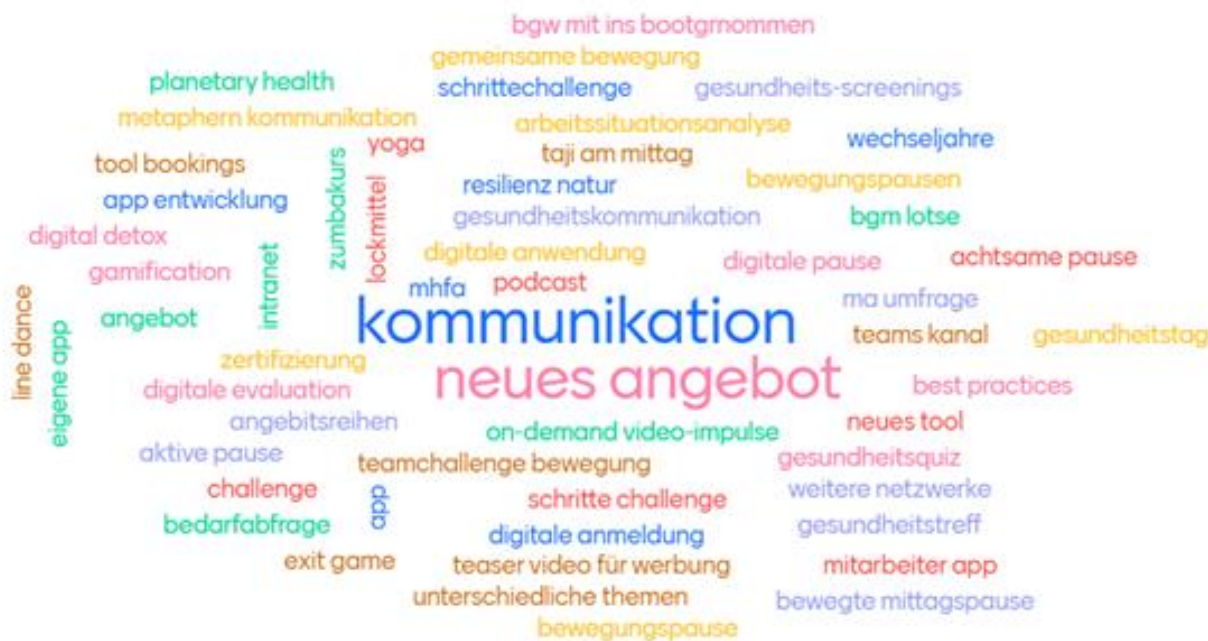 bgw mit ins bootgrnommen
gemeinsame bewegung
planetary health
schrittechallenge
gesundheits-screenings
metaphern kommunikation
arbeitssituationsanalyse
wechseljahre
yoga
taji am mittag
tool bookings
zumbakurs
lockmittel
resilienz natur
bewegungspausen
app entwicklung
gesundheitskommunikation
bgm lotse
digital detox
intranet
digitale anwendung
digitale pause
achtsame pause
gamification
mhfa
podcast
ma umfrage
line dance
eigene app
angebot
kommunikation
teams kanal
gesundheitstag
zertifizierung
neues angebot
digitale evaluation
best practices
angebitsreihen
on-demand video-impulse
neues tool
aktive pause
teamchallenge bewegung
gesundheitsquiz
challenge
app
schritte challenge
weitere netzwerke
bedarfabfrage
digitale anmeldung
gesundheitstreff
exit game
teaser video für werbung
mitarbeiter app
unterschiedliche themen
bewegte mittagspause
bewegungspause